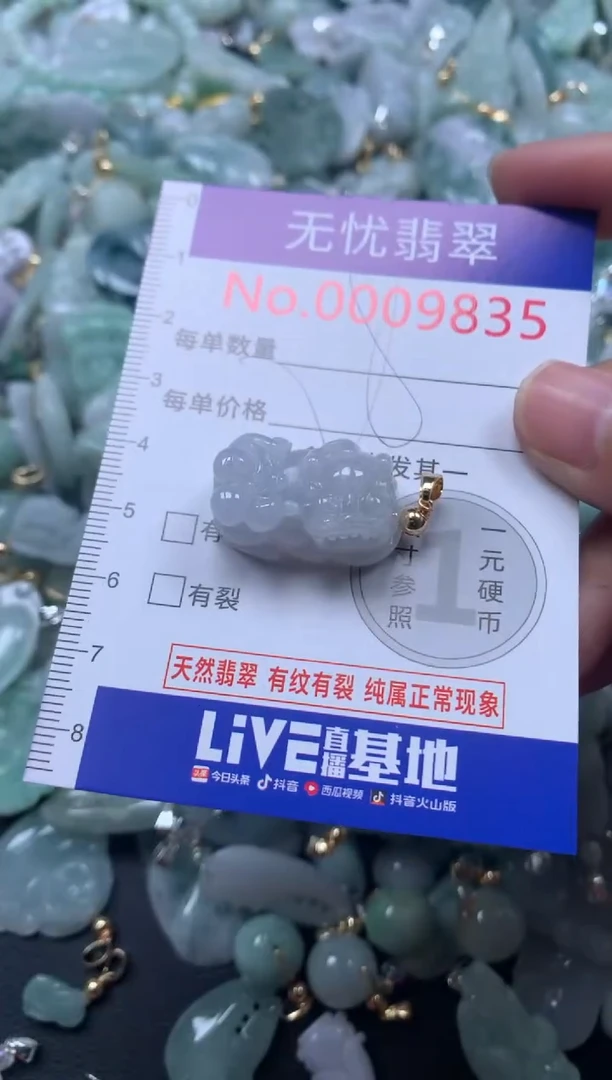 无忧翡翠
No.0009835
0
1
2
每单数量
3
每单价格
4
发其一
5
有
一元硬币
寸参照
1
6
有裂
7
天然翡翠 有纹有裂 纯属正常现象
8
LiVE直播基地
头条 今日头条 抖音 西瓜视频 抖音火山版